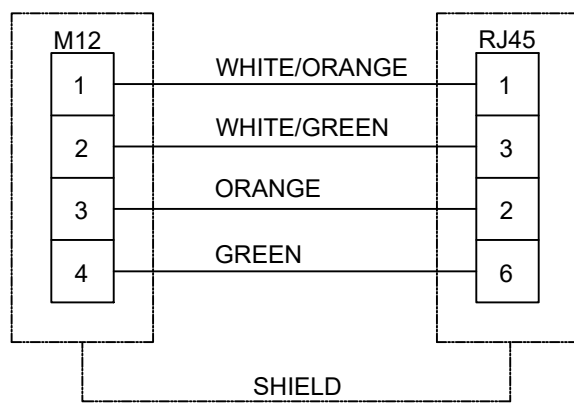 M12 RJ45
1 WHITE/ORANGE 1
2 WHITE/GREEN 3
3 ORANGE 2
4 GREEN 6
SHIELD